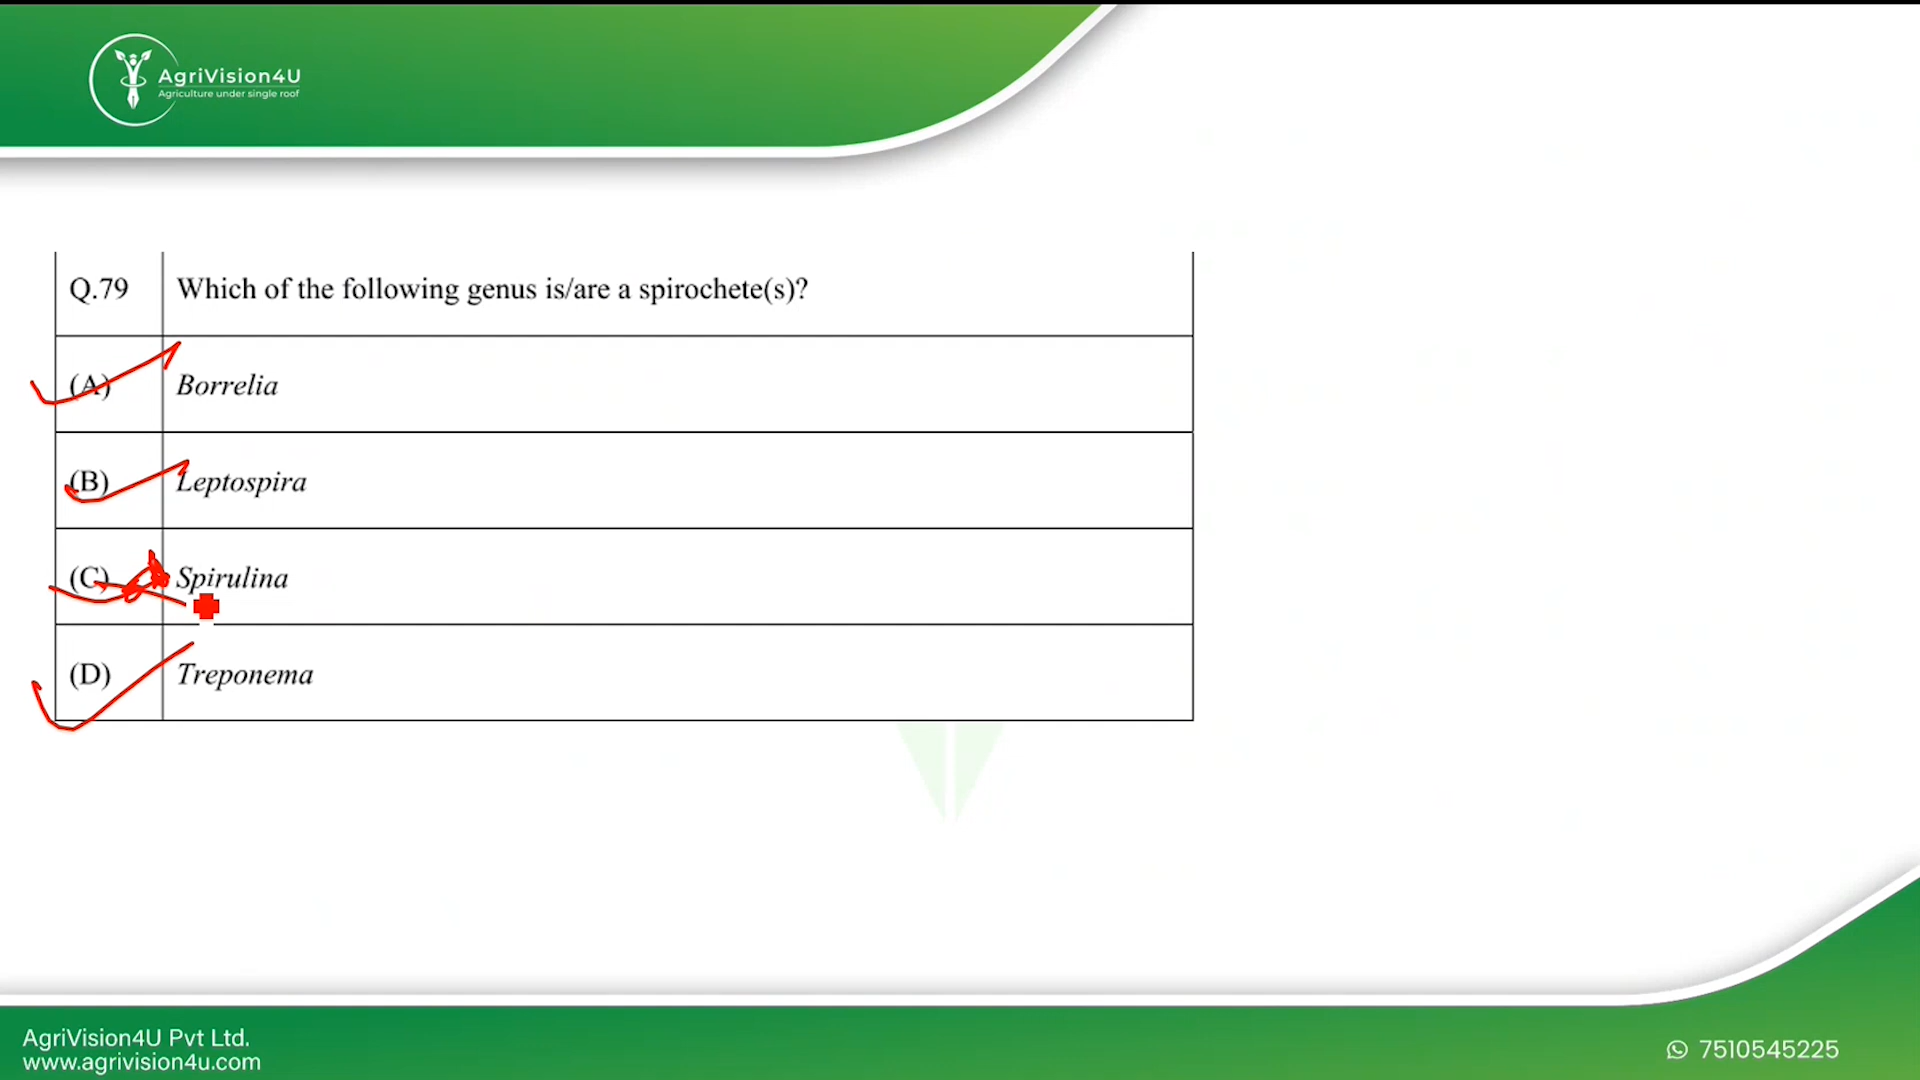 AgriVision4U
Agriculture under single roof
Q.79 Which of the following genus is/are a spirochete(s)?
(A) Borrelia
(B) Leptospira
(C) Spirulina
(D) Treponema
AgriVision4U Pvt Ltd.
www.agrivision4u.com
7510545225